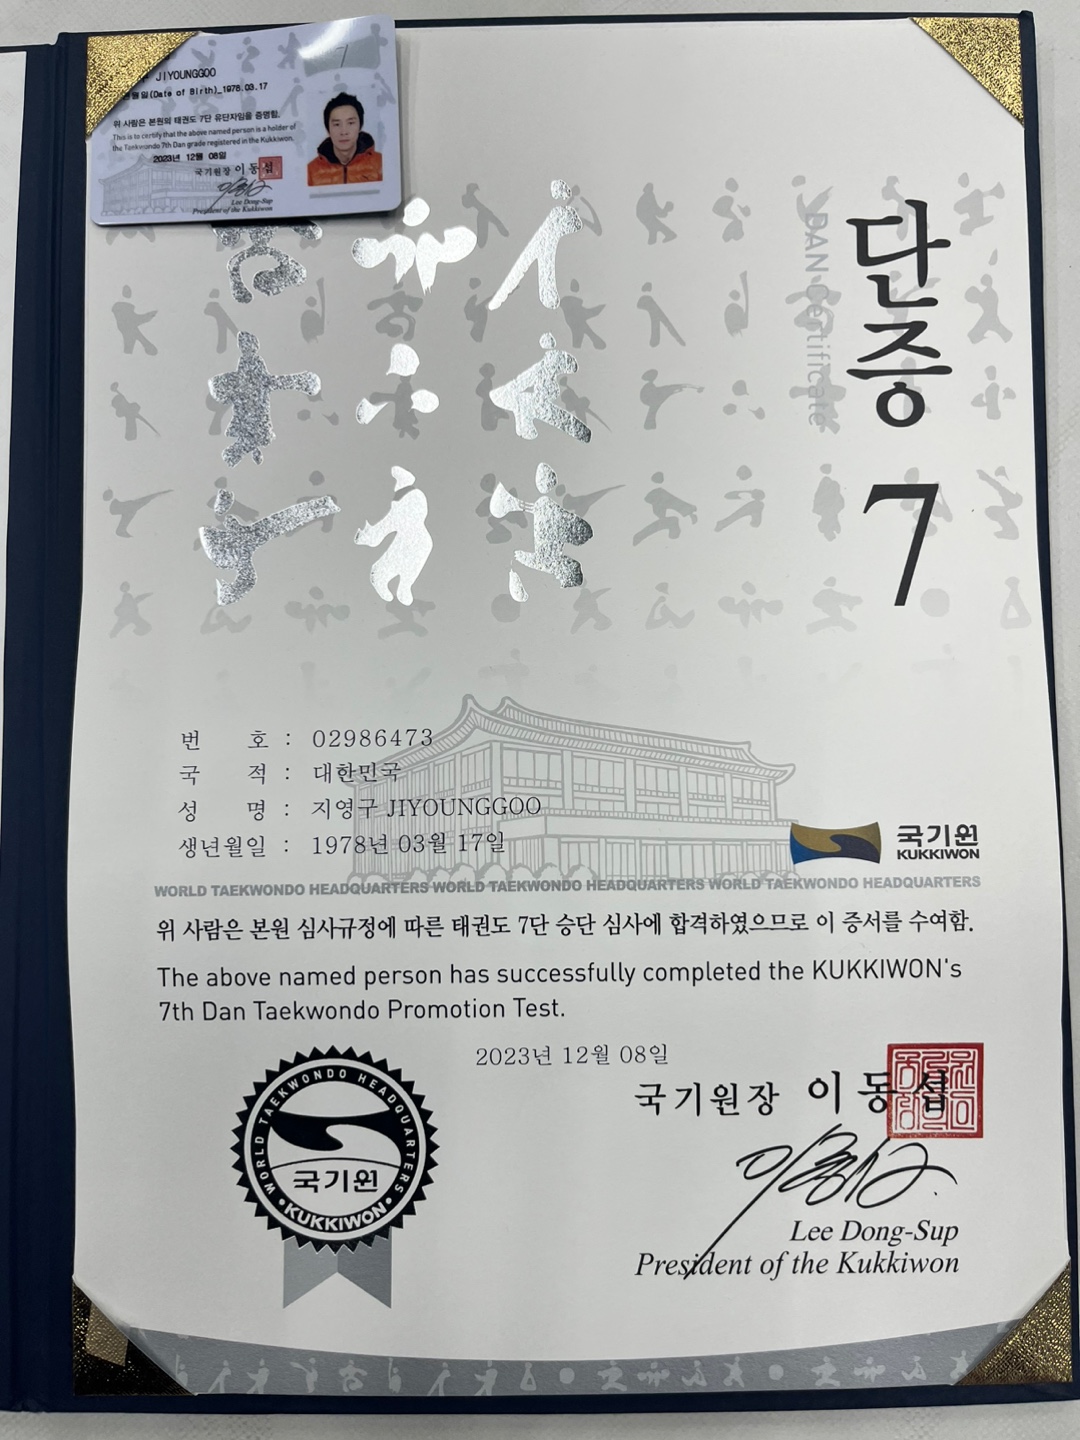 JIYOUNGGOO
월일(Date of Birth)_1978.03.17
위 사람은 본원의 태권도 7단 유단자임을 증명함.
This is to certify that the above named person is a holder of
the Taekwondo 7th Dan grade registered in the Kukkiwon.
2023년 12월 08일
국기원장 이동섭
Lee Dong-Sup
President of the Kukkiwon
7
단증 7
DAN Certificate
번 호 : 02986473
국 적 : 대한민국
성 명 : 지영구 JIYOUNGGOO
생년월일 : 1978년 03월 17일
국기원
KUKKIWON
WORLD TAEKWONDO HEADQUARTERS WORLD TAEKWONDO HEADQUARTERS WORLD TAEKWONDO HEADQUARTERS
위 사람은 본원 심사규정에 따른 태권도 7단 승단 심사에 합격하였으므로 이 증서를 수여함.
The above named person has successfully completed the KUKKIWON's
7th Dan Taekwondo Promotion Test.
2023년 12월 08일
국기원장 이동섭
Lee Dong-Sup
President of the Kukkiwon
WORLD TAEKWONDO HEADQUARTERS
국기원
KUKKIWON